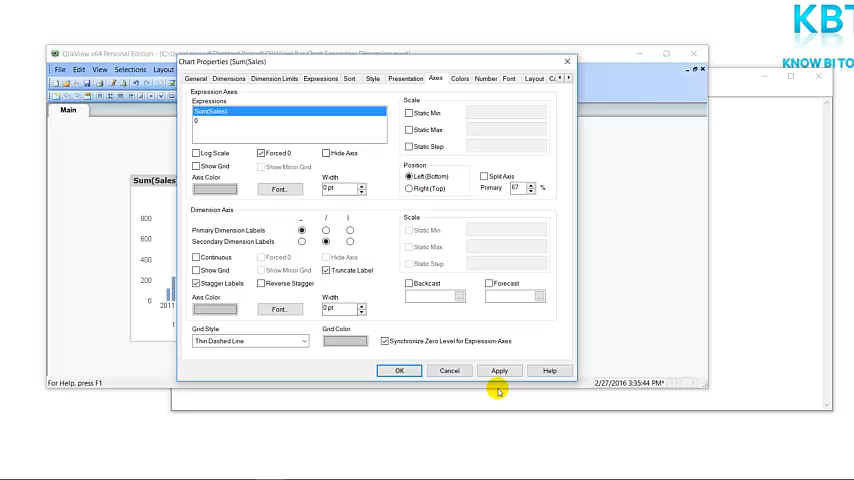 KBT
KNOW BI TO
QlikView x64 Personal Edition - [C:\
File Edit View Selections Layout
Main
Chart Properties [Sum(Sales)
General Dimensions Dimension Limits Expressions Sort Style Presentation Axes Colors Number Font Layout Ca
Expression Axes
Expressions
Sum(Sales)
0
Log Scale Forced 0 Hide Axis
Show Grid Show Minor Grid
Axis Color Width
Font... 0 pt
Scale
Static Min
Static Max
Static Step
Position
Left (Bottom) Split Axis
Right (Top) Primary 67 %
Dimension Axis
_ / |
Primary Dimension Labels
Secondary Dimension Labels
Continuous Forced 0 Hide Axis
Show Grid Show Minor Grid Truncate Label
Stagger Labels Reverse Stagger
Axis Color Width
Font... 0 pt
Scale
Static Min
Static Max
Static Step
Backcast Forecast
... ...
Grid Style Grid Color
Thin Dashed Line Synchronize Zero Level for Expression Axes
OK Cancel Apply Help
Sum(Sales
800
600
400
200
0
2011
1
For Help, press F1 2/27/2016 3:35:44 PM*